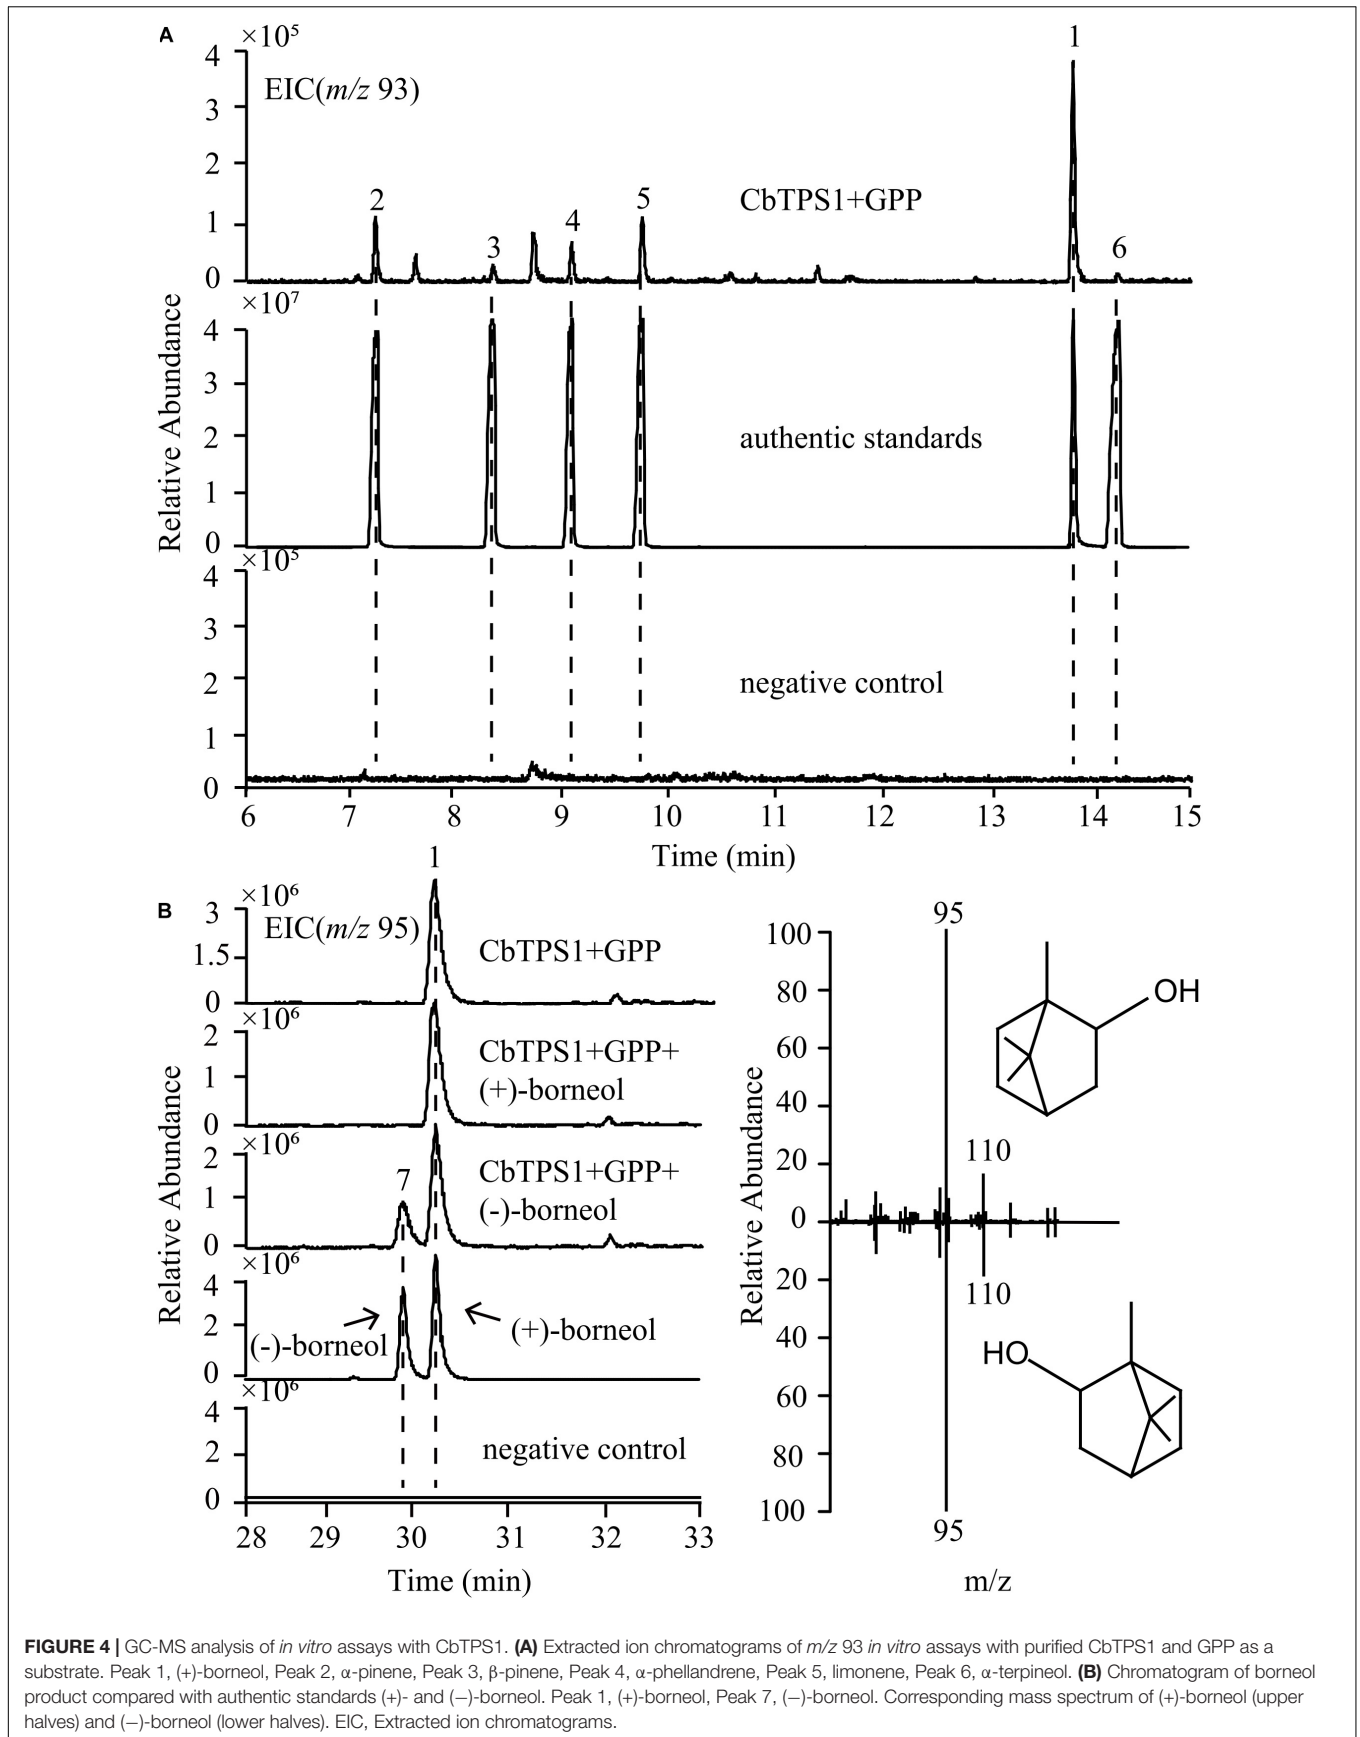 A
×10⁵
1
4
EIC(m/z 93)
3
2
2
5
CbTPS1+GPP
4
1
3
6
0
×10⁷
4
3
2
authentic standards
1
0
×10⁵
4
3
2
negative control
1
0
Relative Abundance
6 7 8 9 10 11 12 13 14 15
Time (min)
B
1
×10⁶
3
EIC(m/z 95)
1.5
CbTPS1+GPP
0
×10⁶
2
CbTPS1+GPP+
1
(+)-borneol
0
×10⁶
2
CbTPS1+GPP+
7
1
(-)-borneol
0
×10⁶
4
2
(+)-borneol
(-)-borneol
0
×10⁶
4
negative control
2
0
Relative Abundance
28 29 30 31 32 33
Time (min)
95
100
OH
80
60
40
110
20
0
20
110
40
HO
60
80
100
95
Relative Abundance
m/z
FIGURE 4 | GC-MS analysis of in vitro assays with CbTPS1. (A) Extracted ion chromatograms of m/z 93 in vitro assays with purified CbTPS1 and GPP as a
substrate. Peak 1, (+)-borneol, Peak 2, α-pinene, Peak 3, β-pinene, Peak 4, α-phellandrene, Peak 5, limonene, Peak 6, α-terpineol. (B) Chromatogram of borneol
product compared with authentic standards (+)- and (−)-borneol. Peak 1, (+)-borneol, Peak 7, (−)-borneol. Corresponding mass spectrum of (+)-borneol (upper
halves) and (−)-borneol (lower halves). EIC, Extracted ion chromatograms.